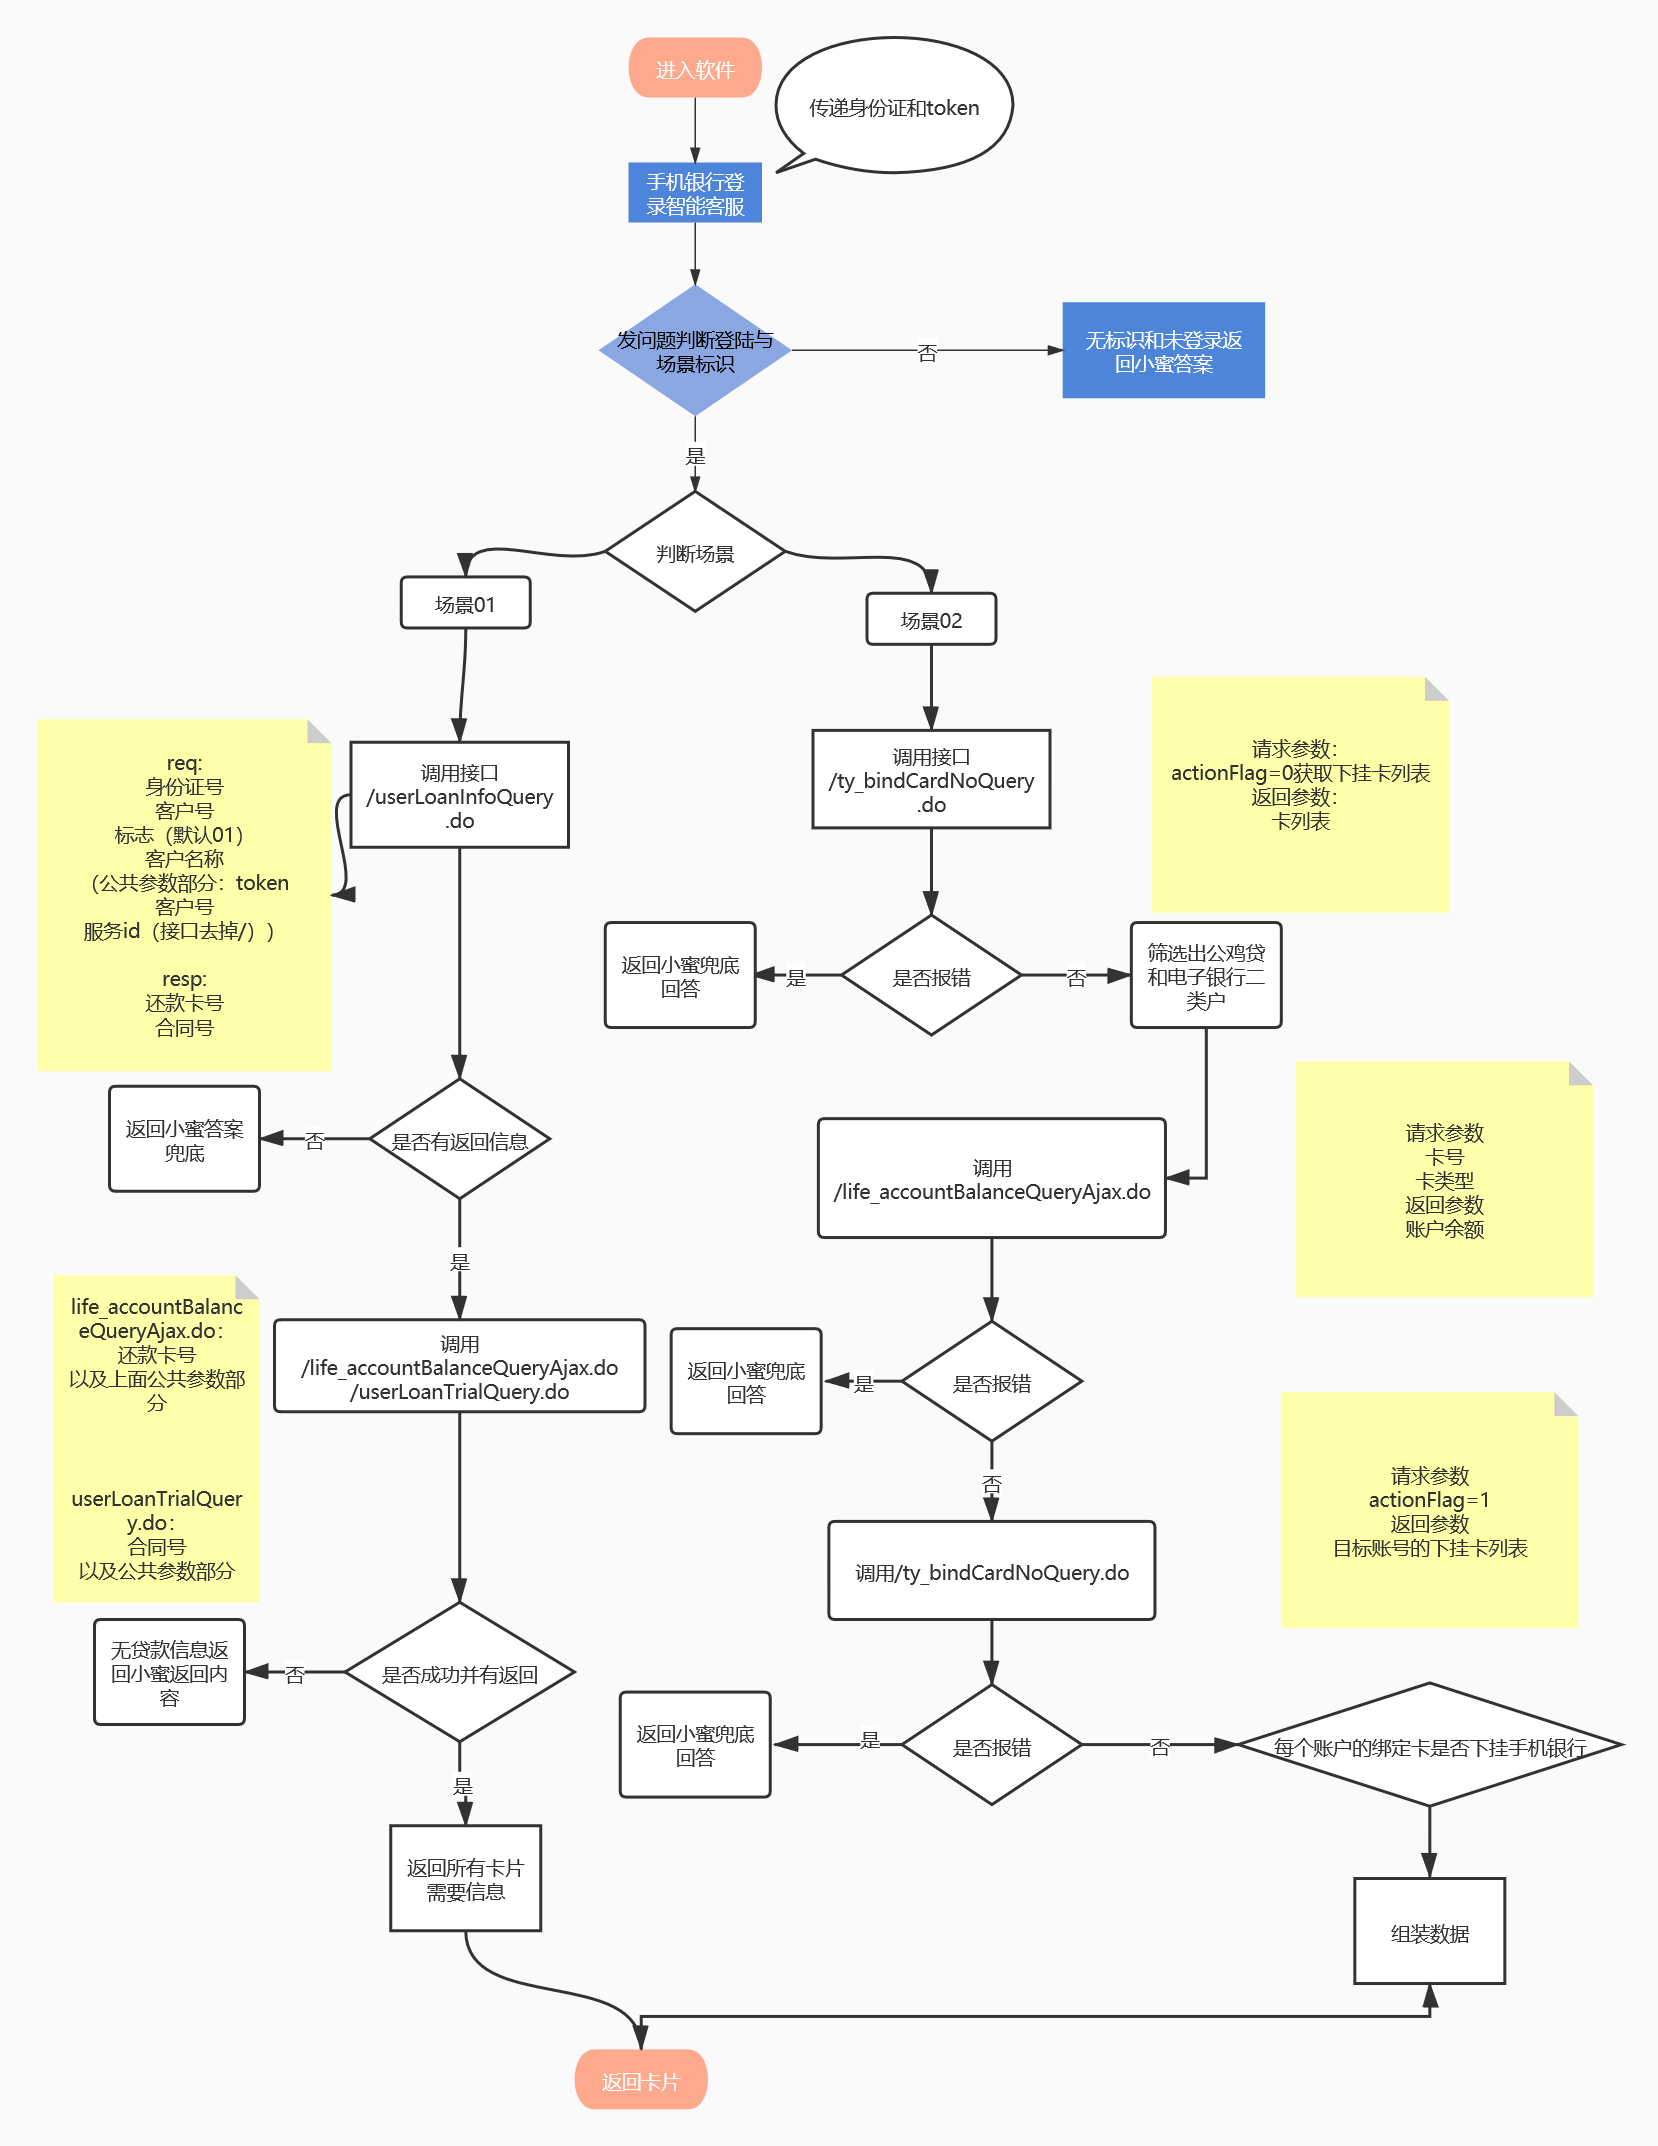 进入软件
传递身份证和token
手机银行登
录智能客服
发问题判断登陆与
场景标识
否
无标识和未登录返
回小蜜答案
是
判断场景
场景01
场景02
req:
身份证号
客户号
标志（默认01）
客户名称
（公共参数部分：token
客户号
服务id（接口去掉/））
resp:
还款卡号
合同号
调用接口
/userLoanInfoQuery
.do
调用接口
/ty_bindCardNoQuery
.do
请求参数：
actionFlag=0获取下挂卡列表
返回参数：
卡列表
返回小蜜兜底
回答
是
是否报错
否
筛选出公鸡贷
和电子银行二
类户
返回小蜜答案
兜底
否
是否有返回信息
调用
/life_accountBalanceQueryAjax.do
请求参数
卡号
卡类型
返回参数
账户余额
是
life_accountBalanc
eQueryAjax.do：
还款卡号
以及上面公共参数部
分
userLoanTrialQuer
y.do：
合同号
以及公共参数部分
调用
/life_accountBalanceQueryAjax.do
/userLoanTrialQuery.do
返回小蜜兜底
回答
是
是否报错
否
请求参数
actionFlag=1
返回参数
目标账号的下挂卡列表
调用/ty_bindCardNoQuery.do
无贷款信息返
回小蜜返回内
容
否
是否成功并有返回
返回小蜜兜底
回答
是
是否报错
否
每个账户的绑定卡是否下挂手机银行
是
返回所有卡片
需要信息
组装数据
返回卡片